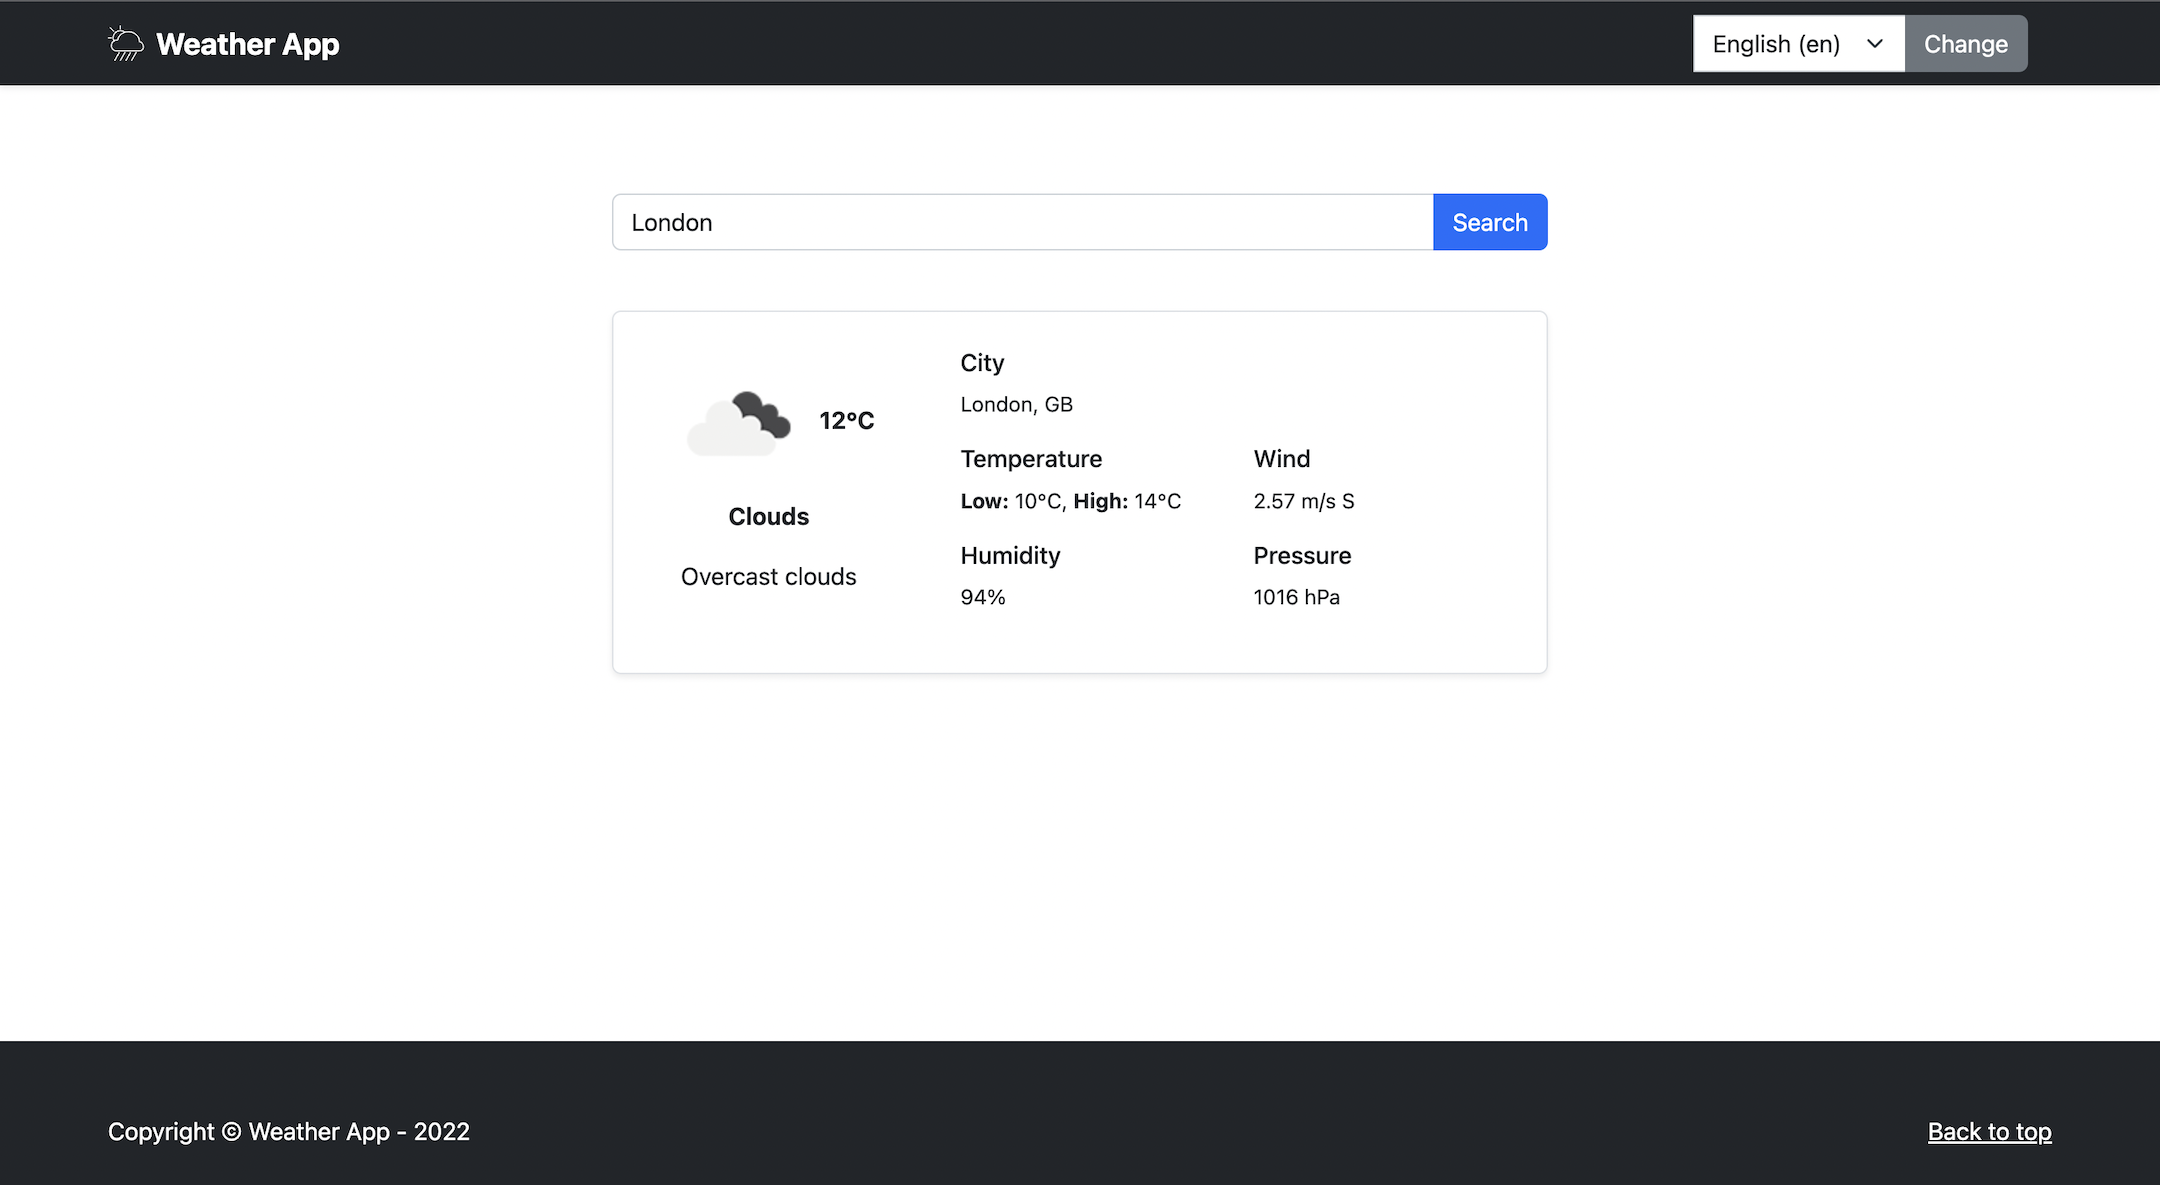 Weather App
English (en)
Change
London
Search
12°C
Clouds
Overcast clouds
City
London, GB
Temperature
Low: 10°C, High: 14°C
Wind
2.57 m/s S
Humidity
94%
Pressure
1016 hPa
Copyright © Weather App - 2022
Back to top